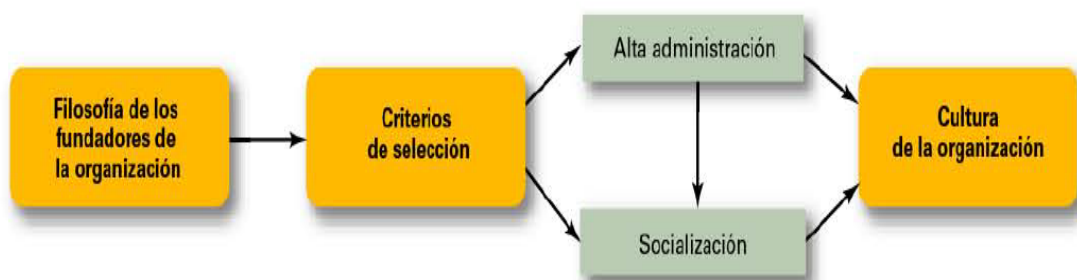 Filosofía de los
fundadores de
la organización
Criterios
de selección
Alta administración
Socialización
Cultura
de la organización